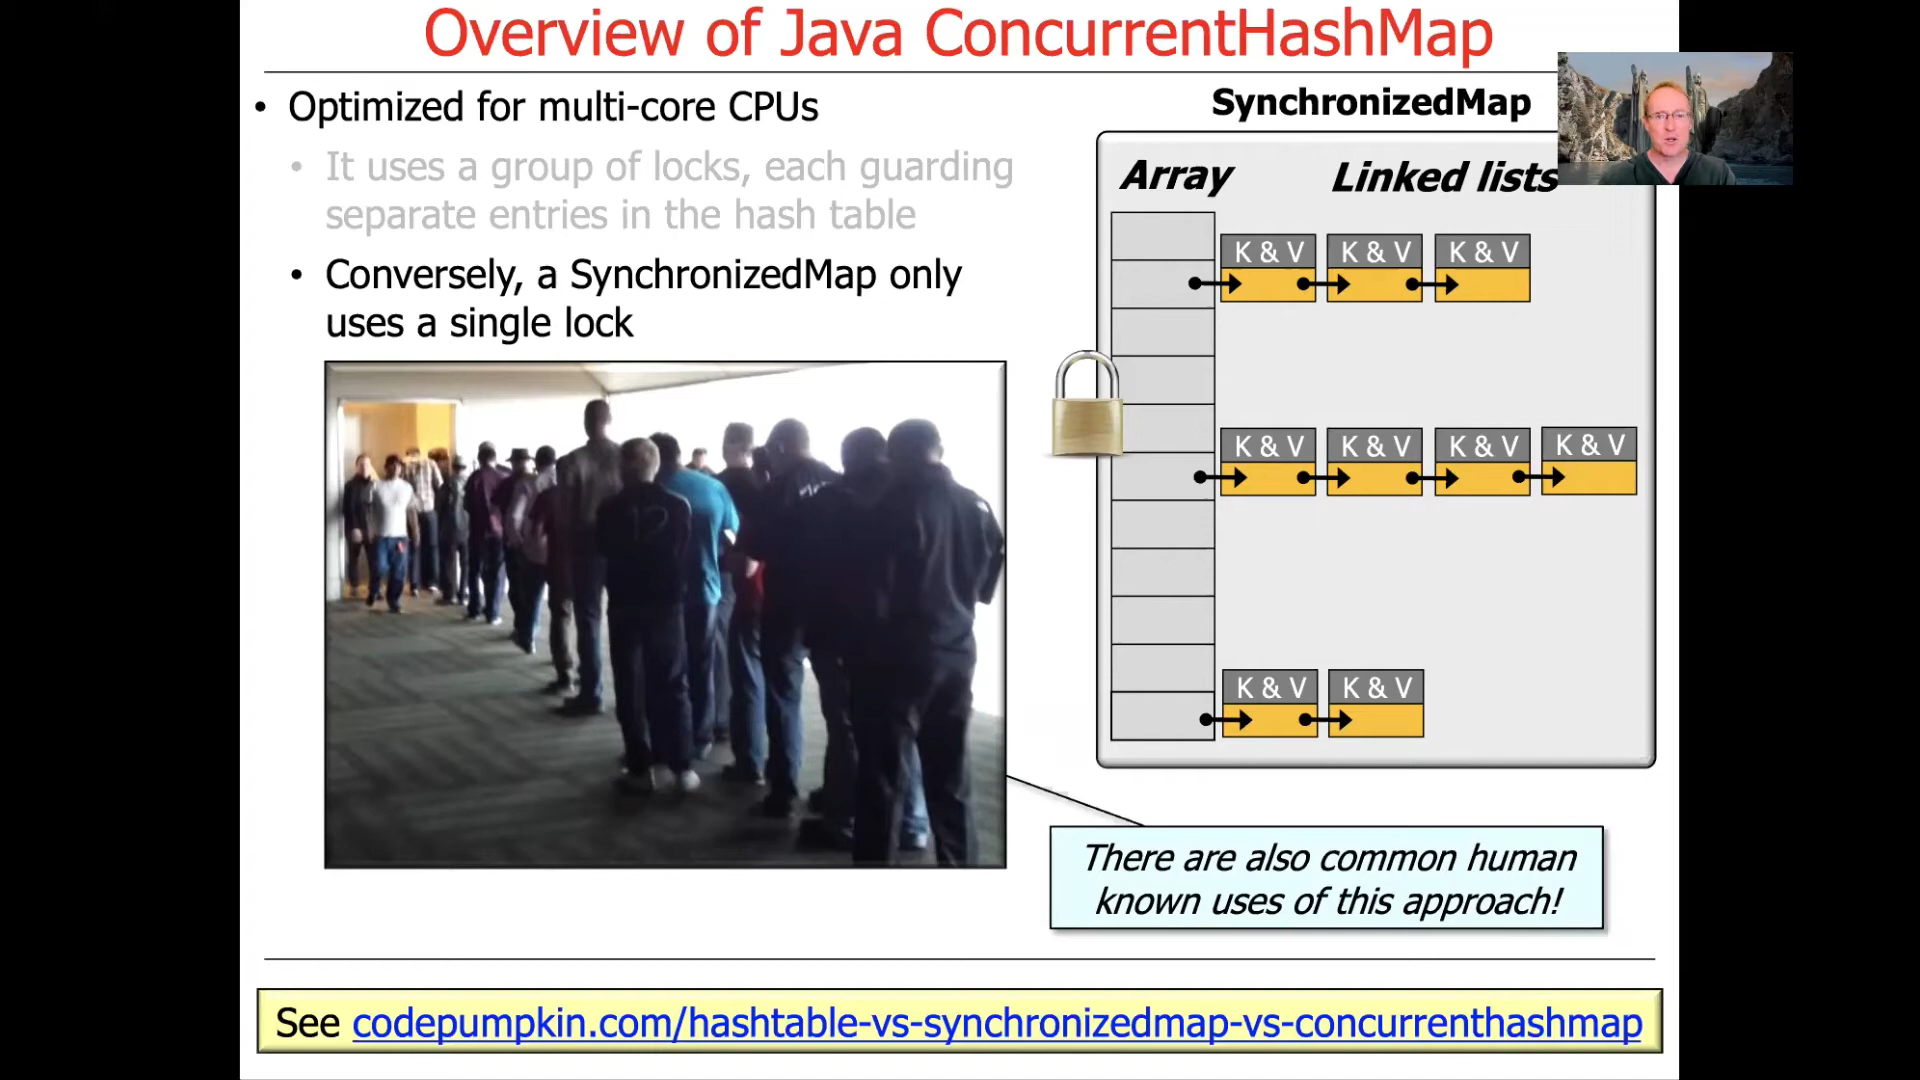 Overview of Java ConcurrentHashMap
• Optimized for multi-core CPUs
• It uses a group of locks, each guarding
separate entries in the hash table
• Conversely, a SynchronizedMap only
uses a single lock
SynchronizedMap
Array
Linked lists
K & V K & V K & V
K & V K & V K & V K & V
K & V K & V
There are also common human
known uses of this approach!
See codepumpkin.com/hashtable-vs-synchronizedmap-vs-concurrenthashmap